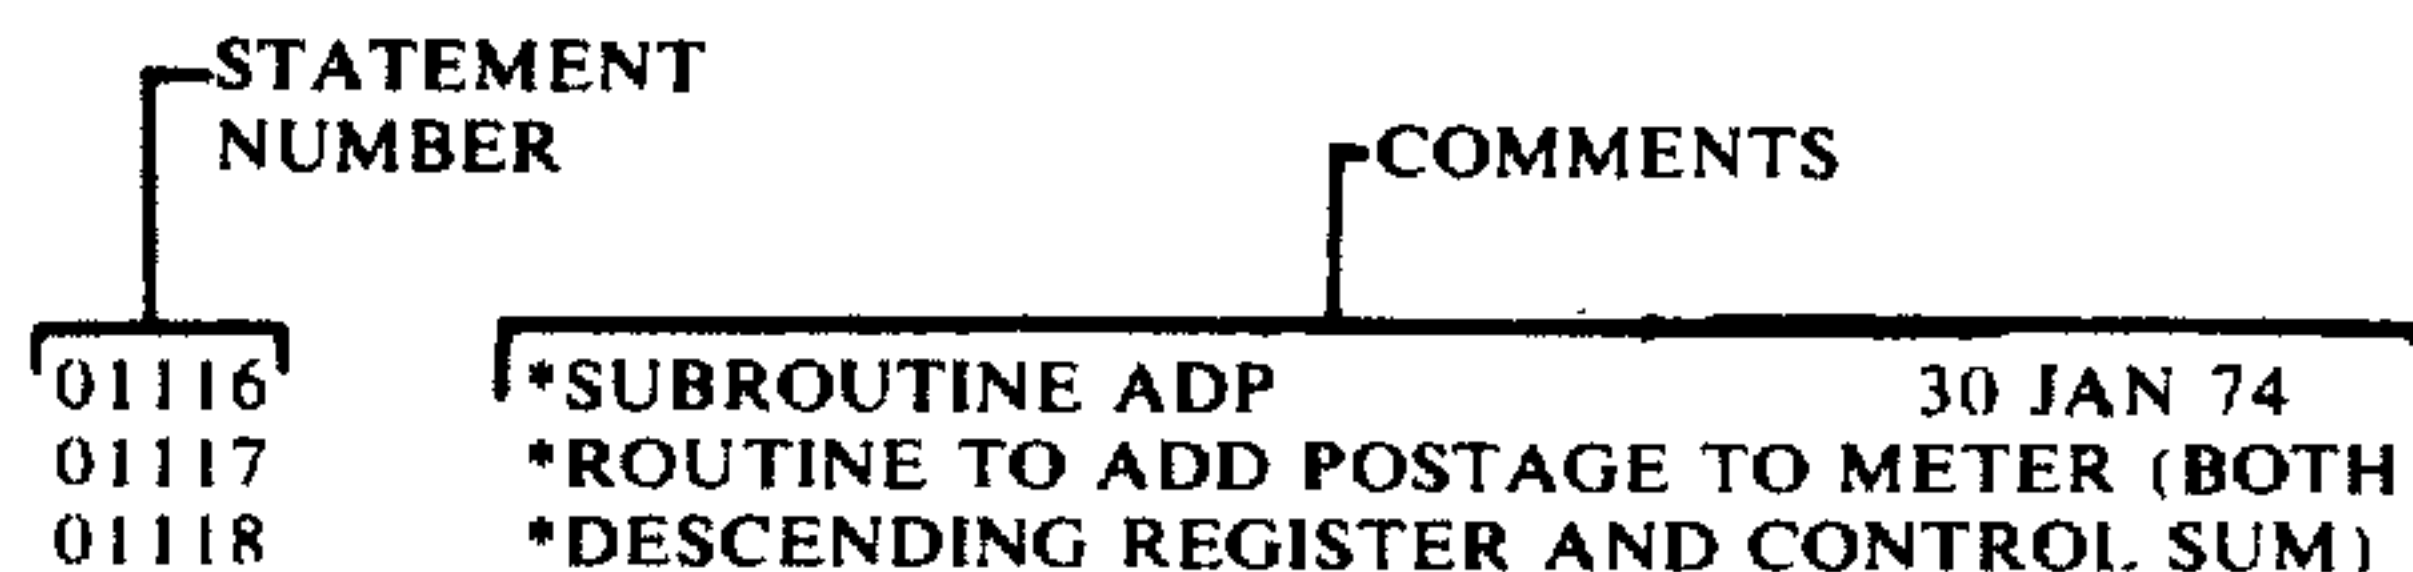 STATEMENT
NUMBER
COMMENTS
01116 *SUBROUTINE ADP 30 JAN 74
01117 *ROUTINE TO ADD POSTAGE TO METER (BOTH
01118 *DESCENDING REGISTER AND CONTROL SUM)